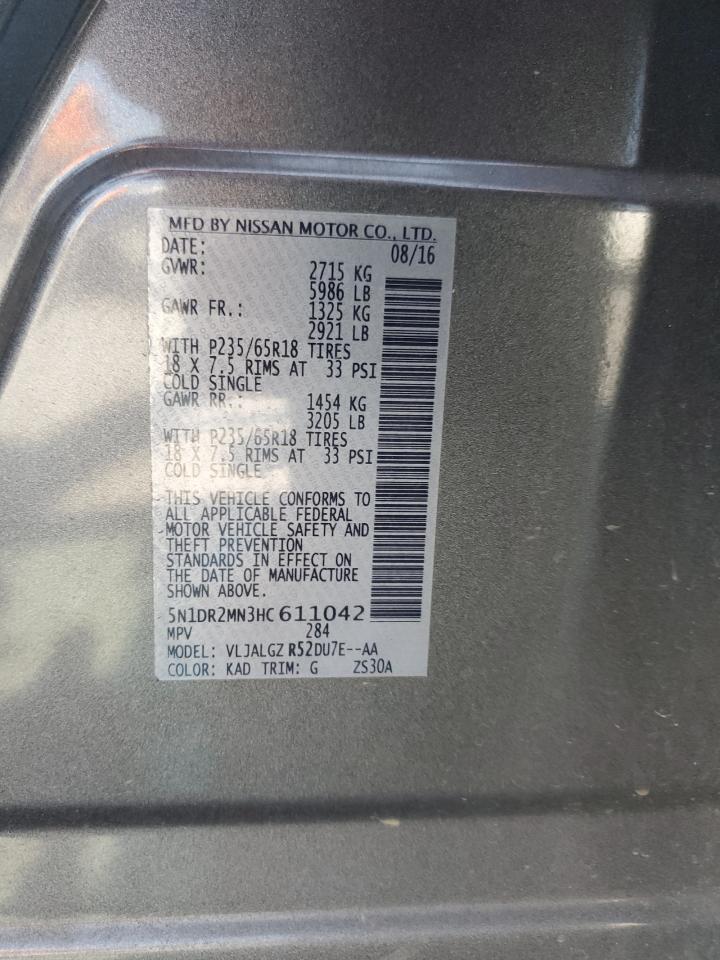 MFD BY NISSAN MOTOR CO., LTD.
DATE: 08/16
GVWR: 2715 KG
5986 LB
GAWR FR.: 1325 KG
2921 LB
WITH P235/65R18 TIRES
18 X 7.5 RIMS AT 33 PSI
COLD SINGLE
GAWR RR.: 1454 KG
3205 LB
WITH P235/65R18 TIRES
18 X 7.5 RIMS AT 33 PSI
COLD SINGLE
THIS VEHICLE CONFORMS TO
ALL APPLICABLE FEDERAL
MOTOR VEHICLE SAFETY AND
THEFT PREVENTION
STANDARDS IN EFFECT ON
THE DATE OF MANUFACTURE
SHOWN ABOVE.
5N1DR2MN3HC611042
MPV 284
MODEL: VLJALGZ R52DU7E--AA
COLOR: KAD TRIM: G ZS30A